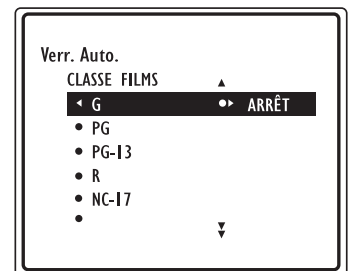 Verr. Auto.
CLASSE FILMS
G ARRÊT
PG
PG-13
R
NC-17